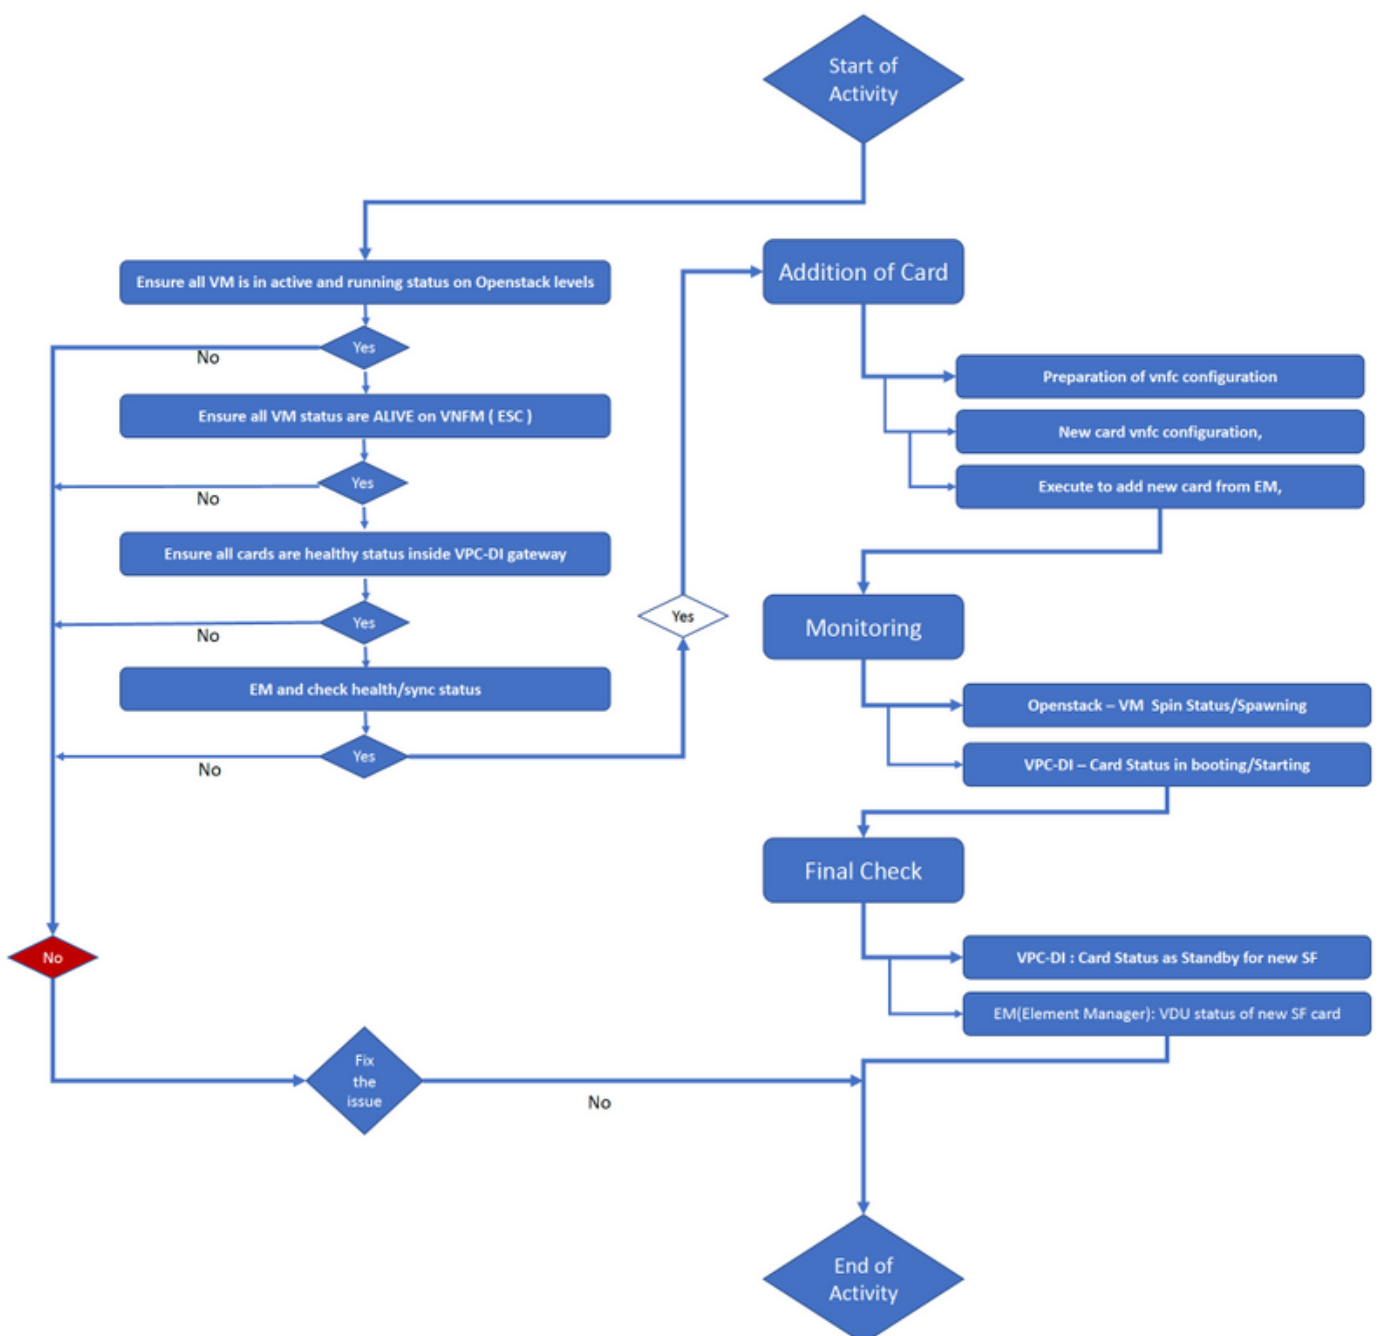 Start of
Activity
Ensure all VM is in active and running status on Openstack levels
Yes
No
Ensure all VM status are ALIVE on VNFM ( ESC )
Yes
No
Ensure all cards are healthy status inside VPC-DI gateway
Yes
No
EM and check health/sync status
Yes
No
Yes
Addition of Card
Preparation of vnfc configuration
New card vnfc configuration,
Execute to add new card from EM,
Monitoring
Openstack – VM  Spin Status/Spawning
VPC-DI – Card Status in booting/Starting
Final Check
VPC-DI : Card Status as Standby for new SF
EM(Element Manager): VDU status of new SF card
No
Fix
the
issue
No
End of
Activity